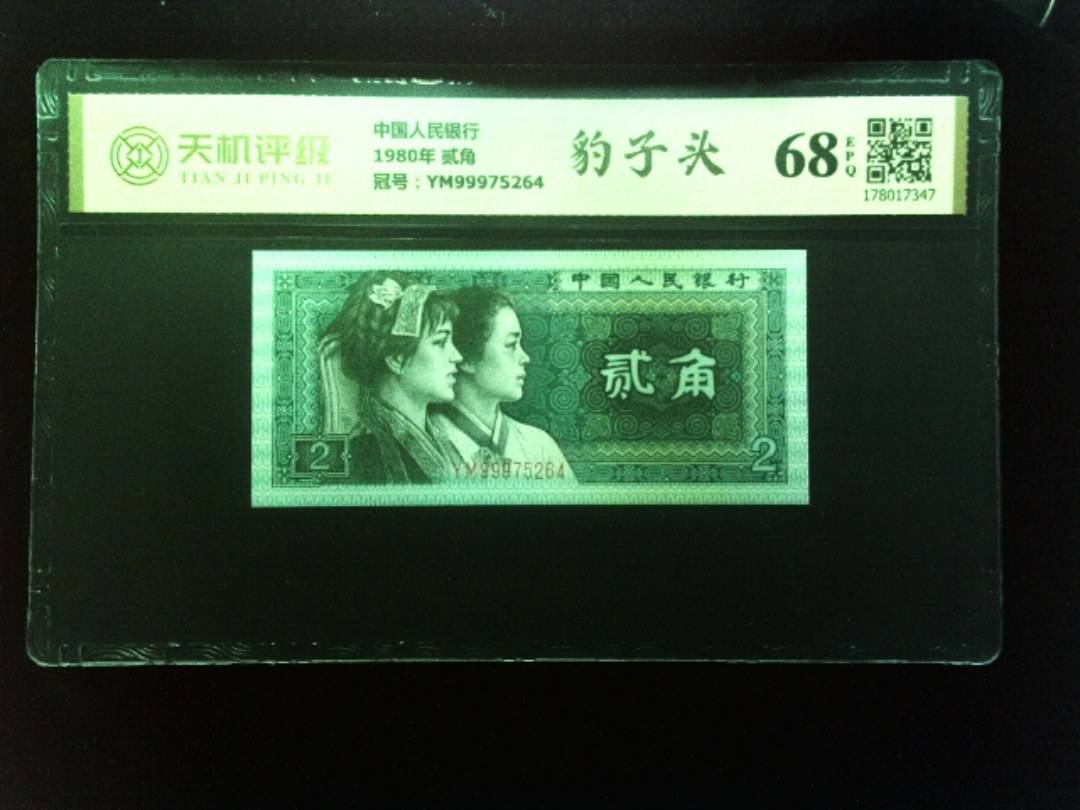 天机评级
TIAN JI PING JI
中国人民银行
1980年 贰角
冠号：YM99975264
豹子头
68
EPQ
178017347
中国人民银行
贰角
2
2
YM99975264